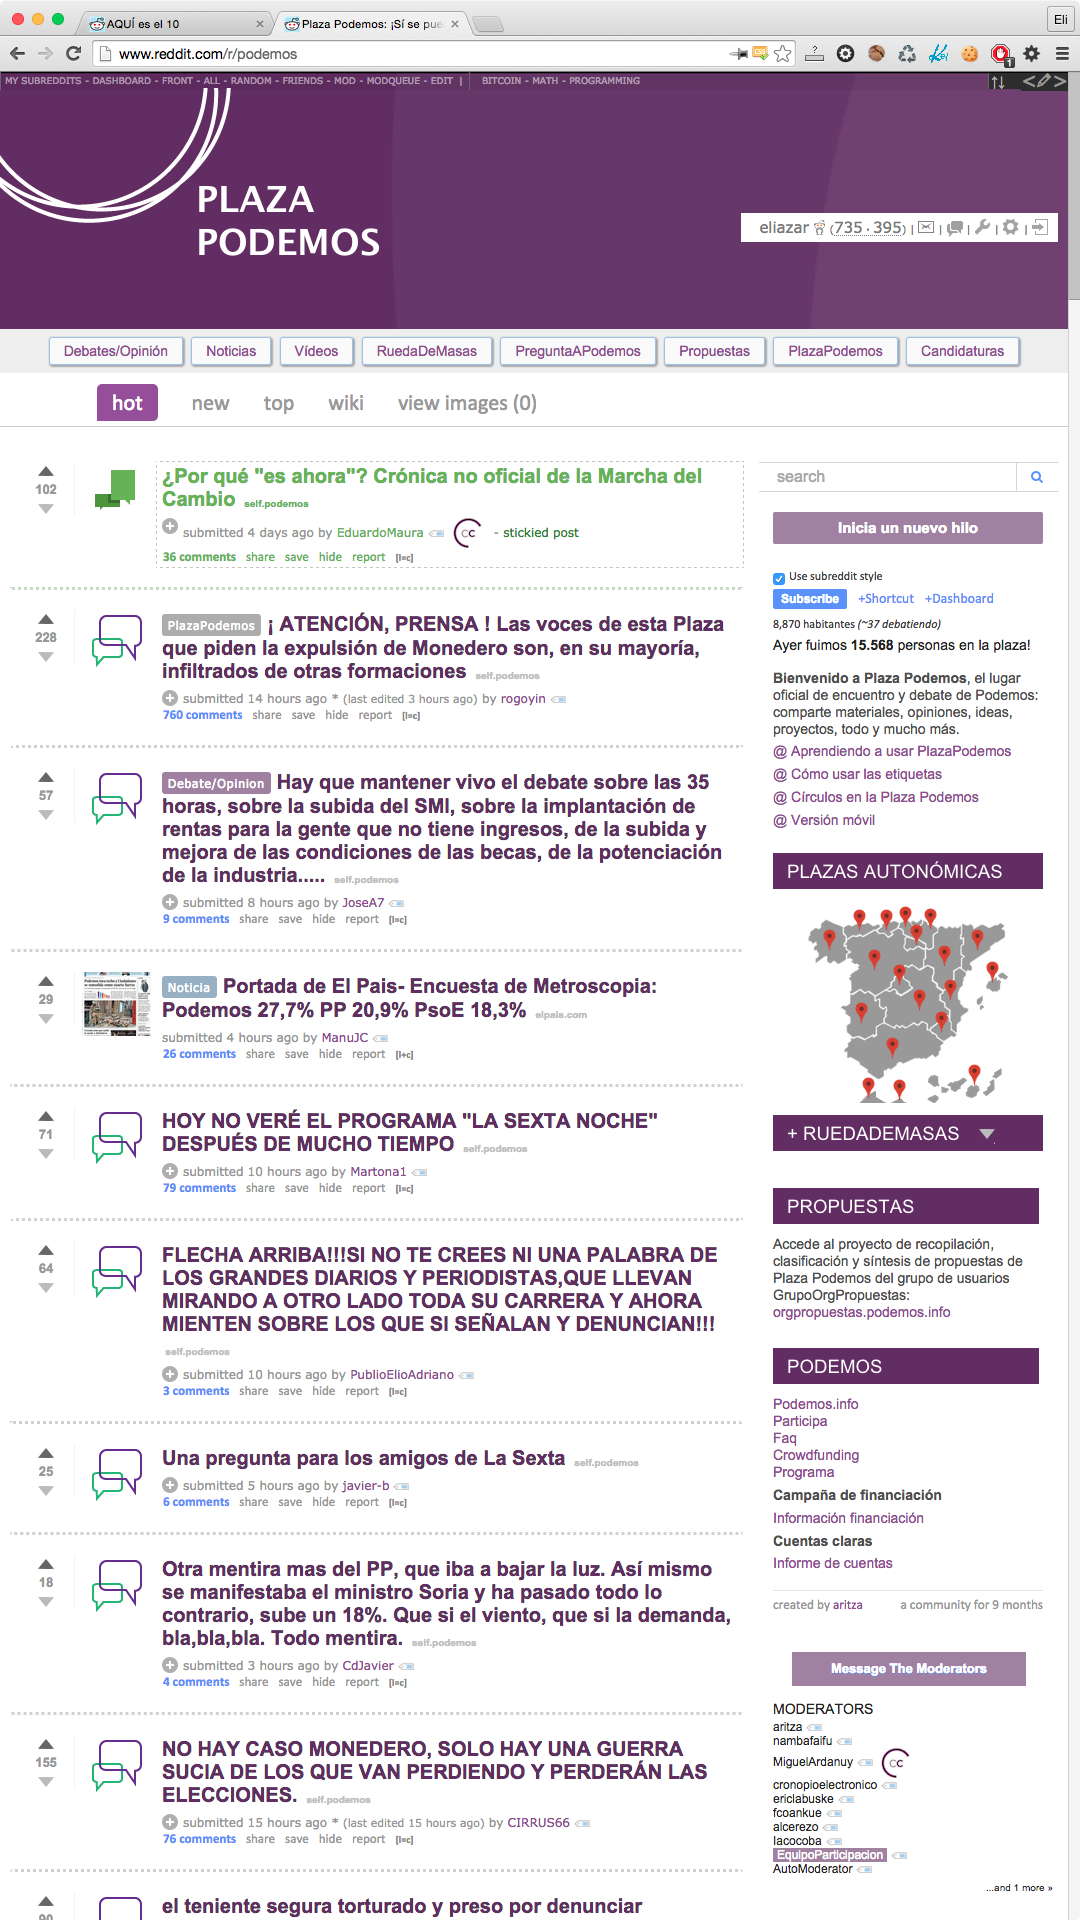 AQUÍ es el 10
Plaza Podemos: ¡Sí se pue
Eli
www.reddit.com/r/podemos
MY SUBREDDITS - DASHBOARD - FRONT - ALL - RANDOM - FRIENDS - MOD - MODQUEUE - EDIT | BITCOIN - MATH - PROGRAMMING
PLAZA
PODEMOS
eliazar (735 · 395) | | | | |
Debates/Opinión
Noticias
Vídeos
RuedaDeMasas
PreguntaAPodemos
Propuestas
PlazaPodemos
Candidaturas
hot new top wiki view images (0)
102
¿Por qué "es ahora"? Crónica no oficial de la Marcha del
Cambio self.podemos
submitted 4 days ago by EduardoMaura CC - stickied post
36 comments share save hide report [l=c]
228
PlazaPodemos ¡ ATENCIÓN, PRENSA ! Las voces de esta Plaza
que piden la expulsión de Monedero son, en su mayoría,
infiltrados de otras formaciones self.podemos
submitted 14 hours ago * (last edited 3 hours ago) by rogoyin
760 comments share save hide report [l=c]
57
Debate/Opinion Hay que mantener vivo el debate sobre las 35
horas, sobre la subida del SMI, sobre la implantación de
rentas para la gente que no tiene ingresos, de la subida y
mejora de las condiciones de las becas, de la potenciación
de la industria..... self.podemos
submitted 8 hours ago by JoseA7
9 comments share save hide report [l=c]
29
Noticia Portada de El Pais- Encuesta de Metroscopia:
Podemos 27,7% PP 20,9% PsoE 18,3% elpais.com
submitted 4 hours ago by ManuJC
26 comments share save hide report [l+c]
71
HOY NO VERÉ EL PROGRAMA "LA SEXTA NOCHE"
DESPUÉS DE MUCHO TIEMPO self.podemos
submitted 10 hours ago by Martona1
79 comments share save hide report [l=c]
64
FLECHA ARRIBA!!!SI NO TE CREES NI UNA PALABRA DE
LOS GRANDES DIARIOS Y PERIODISTAS,QUE LLEVAN
MIRANDO A OTRO LADO TODA SU CARRERA Y AHORA
MIENTEN SOBRE LOS QUE SI SEÑALAN Y DENUNCIAN!!!
self.podemos
submitted 10 hours ago by PublioElioAdriano
3 comments share save hide report [l=c]
25
Una pregunta para los amigos de La Sexta self.podemos
submitted 5 hours ago by javier-b
6 comments share save hide report [l=c]
18
Otra mentira mas del PP, que iba a bajar la luz. Así mismo
se manifestaba el ministro Soria y ha pasado todo lo
contrario, sube un 18%. Que si el viento, que si la demanda,
bla,bla,bla. Todo mentira. self.podemos
submitted 3 hours ago by CdJavier
4 comments share save hide report [l=c]
155
NO HAY CASO MONEDERO, SOLO HAY UNA GUERRA
SUCIA DE LOS QUE VAN PERDIENDO Y PERDERÁN LAS
ELECCIONES. self.podemos
submitted 15 hours ago * (last edited 15 hours ago) by CIRRUS66
76 comments share save hide report [l=c]
90
el teniente segura torturado y preso por denunciar
search
Inicia un nuevo hilo
Use subreddit style
Subscribe +Shortcut +Dashboard
8,870 habitantes (~37 debatiendo)
Ayer fuimos 15.568 personas en la plaza!
Bienvenido a Plaza Podemos, el lugar
oficial de encuentro y debate de Podemos:
comparte materiales, opiniones, ideas,
proyectos, todo y mucho más.
@ Aprendiendo a usar PlazaPodemos
@ Cómo usar las etiquetas
@ Círculos en la Plaza Podemos
@ Versión móvil
PLAZAS AUTONÓMICAS
+ RUEDADEMASAS
PROPUESTAS
Accede al proyecto de recopilación,
clasificación y síntesis de propuestas de
Plaza Podemos del grupo de usuarios
GrupoOrgPropuestas:
orgpropuestas.podemos.info
PODEMOS
Podemos.info
Participa
Faq
Crowdfunding
Programa
Campaña de financiación
Información financiación
Cuentas claras
Informe de cuentas
created by aritza a community for 9 months
Message The Moderators
MODERATORS
aritza
nambafaifu
MiguelArdanuy CC
cronopioelectronico
ericlabuske
fcoankue
alcerezo
lacocoba
EquipoParticipacion
AutoModerator
...and 1 more »